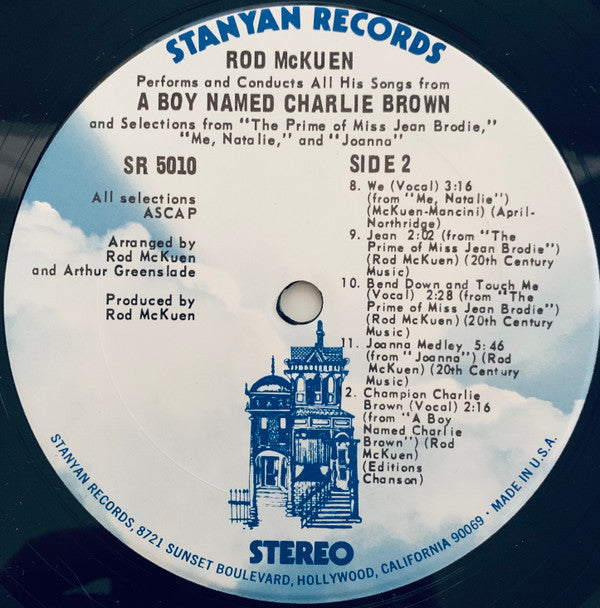 STANYAN RECORDS
ROD McKUEN
Performs and Conducts All His Songs from
A BOY NAMED CHARLIE BROWN
and Selections from "The Prime of Miss Jean Brodie,"
"Me, Natalie," and "Joanna"
SR 5010
All selections
ASCAP
Arranged by
Rod McKuen
and Arthur Greenslade
Produced by
Rod McKuen
SIDE 2
8. We (Vocal) 3:16
(from "Me, Natalie")
(McKuen-Mancini) (April-
Northridge)
9. Jean 2:02 (from "The
Prime of Miss Jean Brodie")
(Rod McKuen) (20th Century
Music)
10. Bend Down and Touch Me
(Vocal) 2:28 (from "The
Prime of Miss Jean Brodie")
(Rod McKuen) (20th Century
Music)
11. Joanna Medley 5:46
(from "Joanna") (Rod
McKuen) (20th Century
Music)
2. Champion Charlie
Brown (Vocal) 2:16
(from "A Boy
Named Charlie
Brown") (Rod
McKuen)
(Editions
Chanson)
STEREO
STANYAN RECORDS, 8721 SUNSET BOULEVARD, HOLLYWOOD, CALIFORNIA 90069 · MADE IN U.S.A.